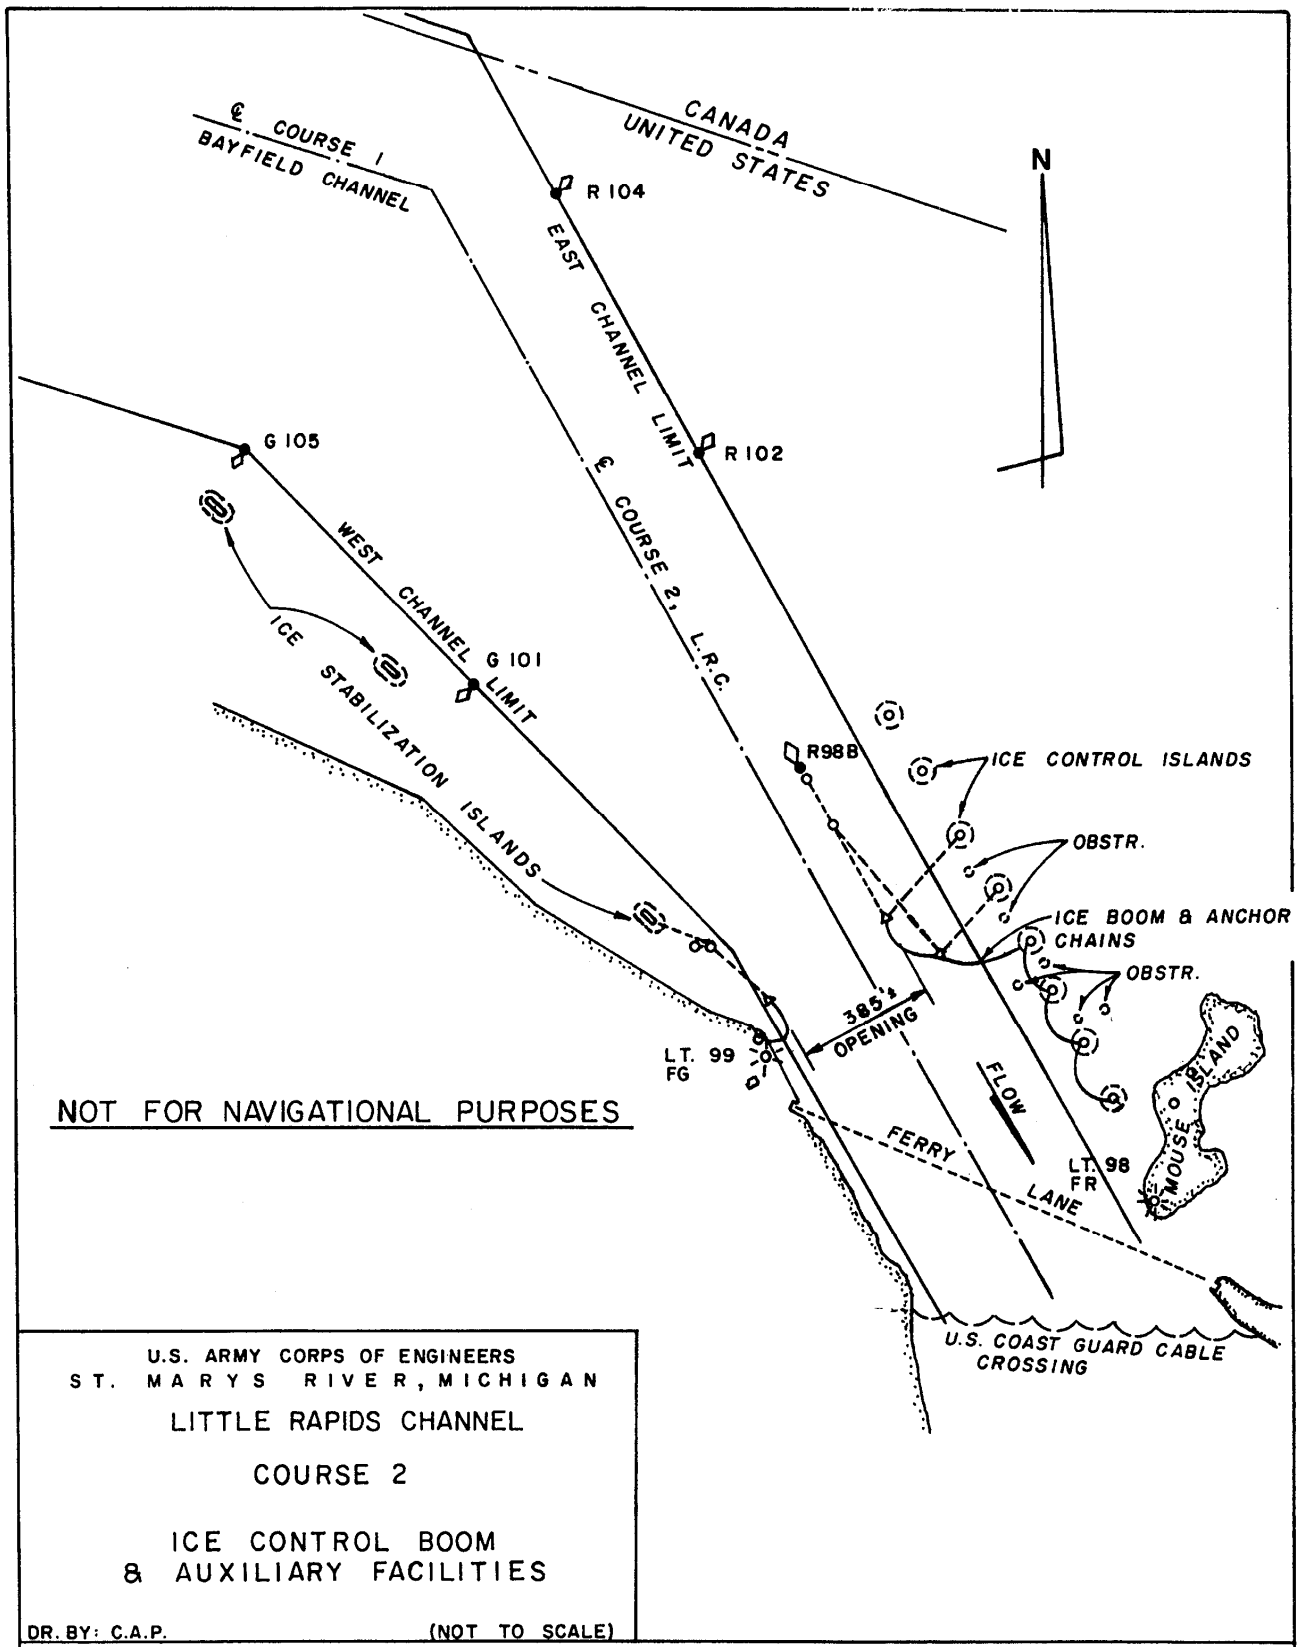 CANADA
UNITED STATES
℄ COURSE 1
BAYFIELD CHANNEL
N
R 104
EAST CHANNEL LIMIT
G 105
R 102
℄ COURSE 2, L.R.C.
WEST CHANNEL LIMIT
G 101
ICE STABILIZATION ISLANDS
R98B
ICE CONTROL ISLANDS
OBSTR.
ICE BOOM & ANCHOR
CHAINS
OBSTR.
385'±
OPENING
LT. 99
FG
FLOW
MOUSE ISLAND
NOT FOR NAVIGATIONAL PURPOSES
FERRY LANE
LT. 98
FR
U.S. COAST GUARD CABLE
CROSSING
U.S. ARMY CORPS OF ENGINEERS
ST. MARYS RIVER, MICHIGAN
LITTLE RAPIDS CHANNEL
COURSE 2
ICE CONTROL BOOM
& AUXILIARY FACILITIES
DR. BY: C.A.P. (NOT TO SCALE)